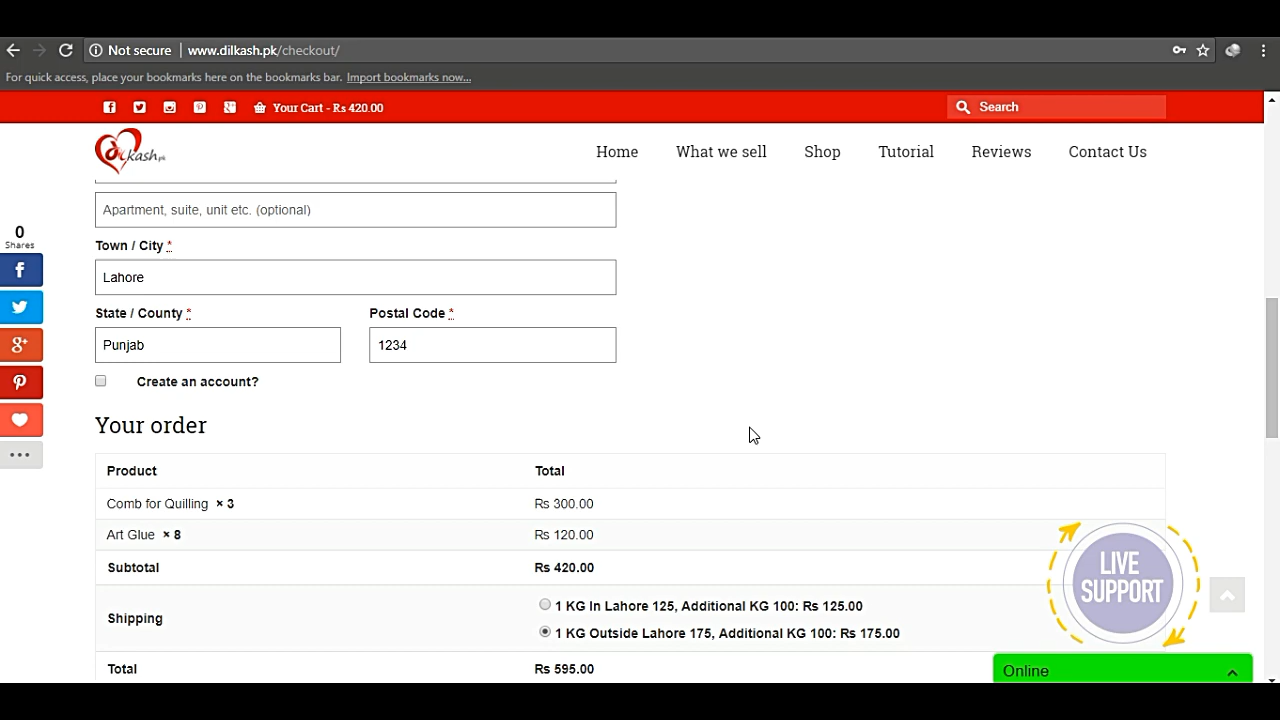 Not secure | www.dilkash.pk/checkout/
For quick access, place your bookmarks here on the bookmarks bar. Import bookmarks now...
Your Cart - Rs 420.00
Search
dilkash.pk
Home What we sell Shop Tutorial Reviews Contact Us
0
Shares
Apartment, suite, unit etc. (optional)
Town / City *
Lahore
State / County * Postal Code *
Punjab 1234
Create an account?
Your order
Product Total
Comb for Quilling × 3 Rs 300.00
Art Glue × 8 Rs 120.00
Subtotal Rs 420.00
Shipping
1 KG In Lahore 125, Additional KG 100: Rs 125.00
1 KG Outside Lahore 175, Additional KG 100: Rs 175.00
Total Rs 595.00
LIVE
SUPPORT
Online